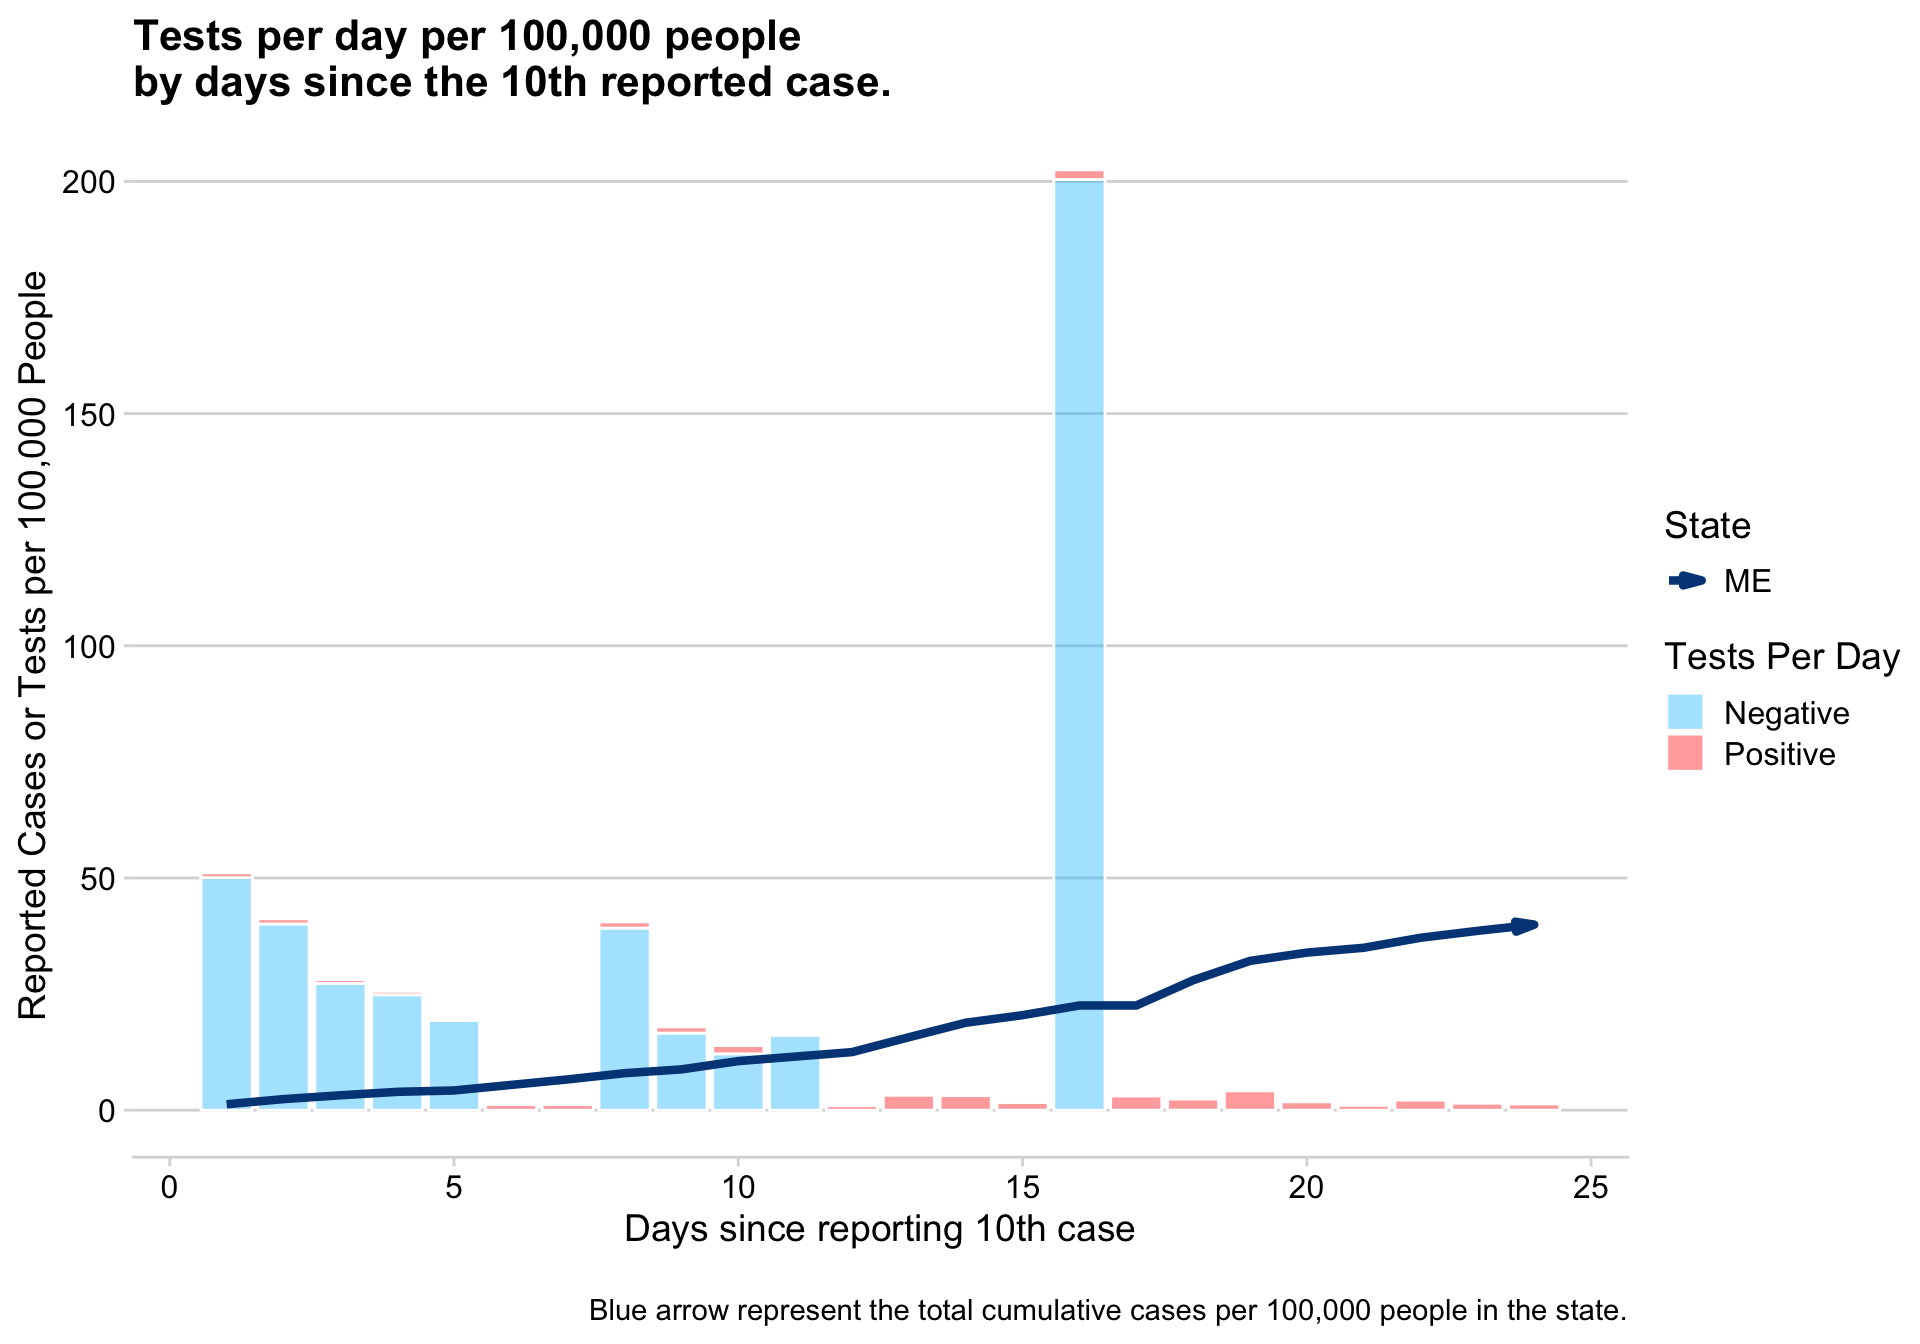 Tests per day per 100,000 people
by days since the 10th reported case.
Reported Cases or Tests per 100,000 People
200
150
100
50
0
0 5 10 15 20 25
Days since reporting 10th case
State
ME
Tests Per Day
Negative
Positive
Blue arrow represent the total cumulative cases per 100,000 people in the state.